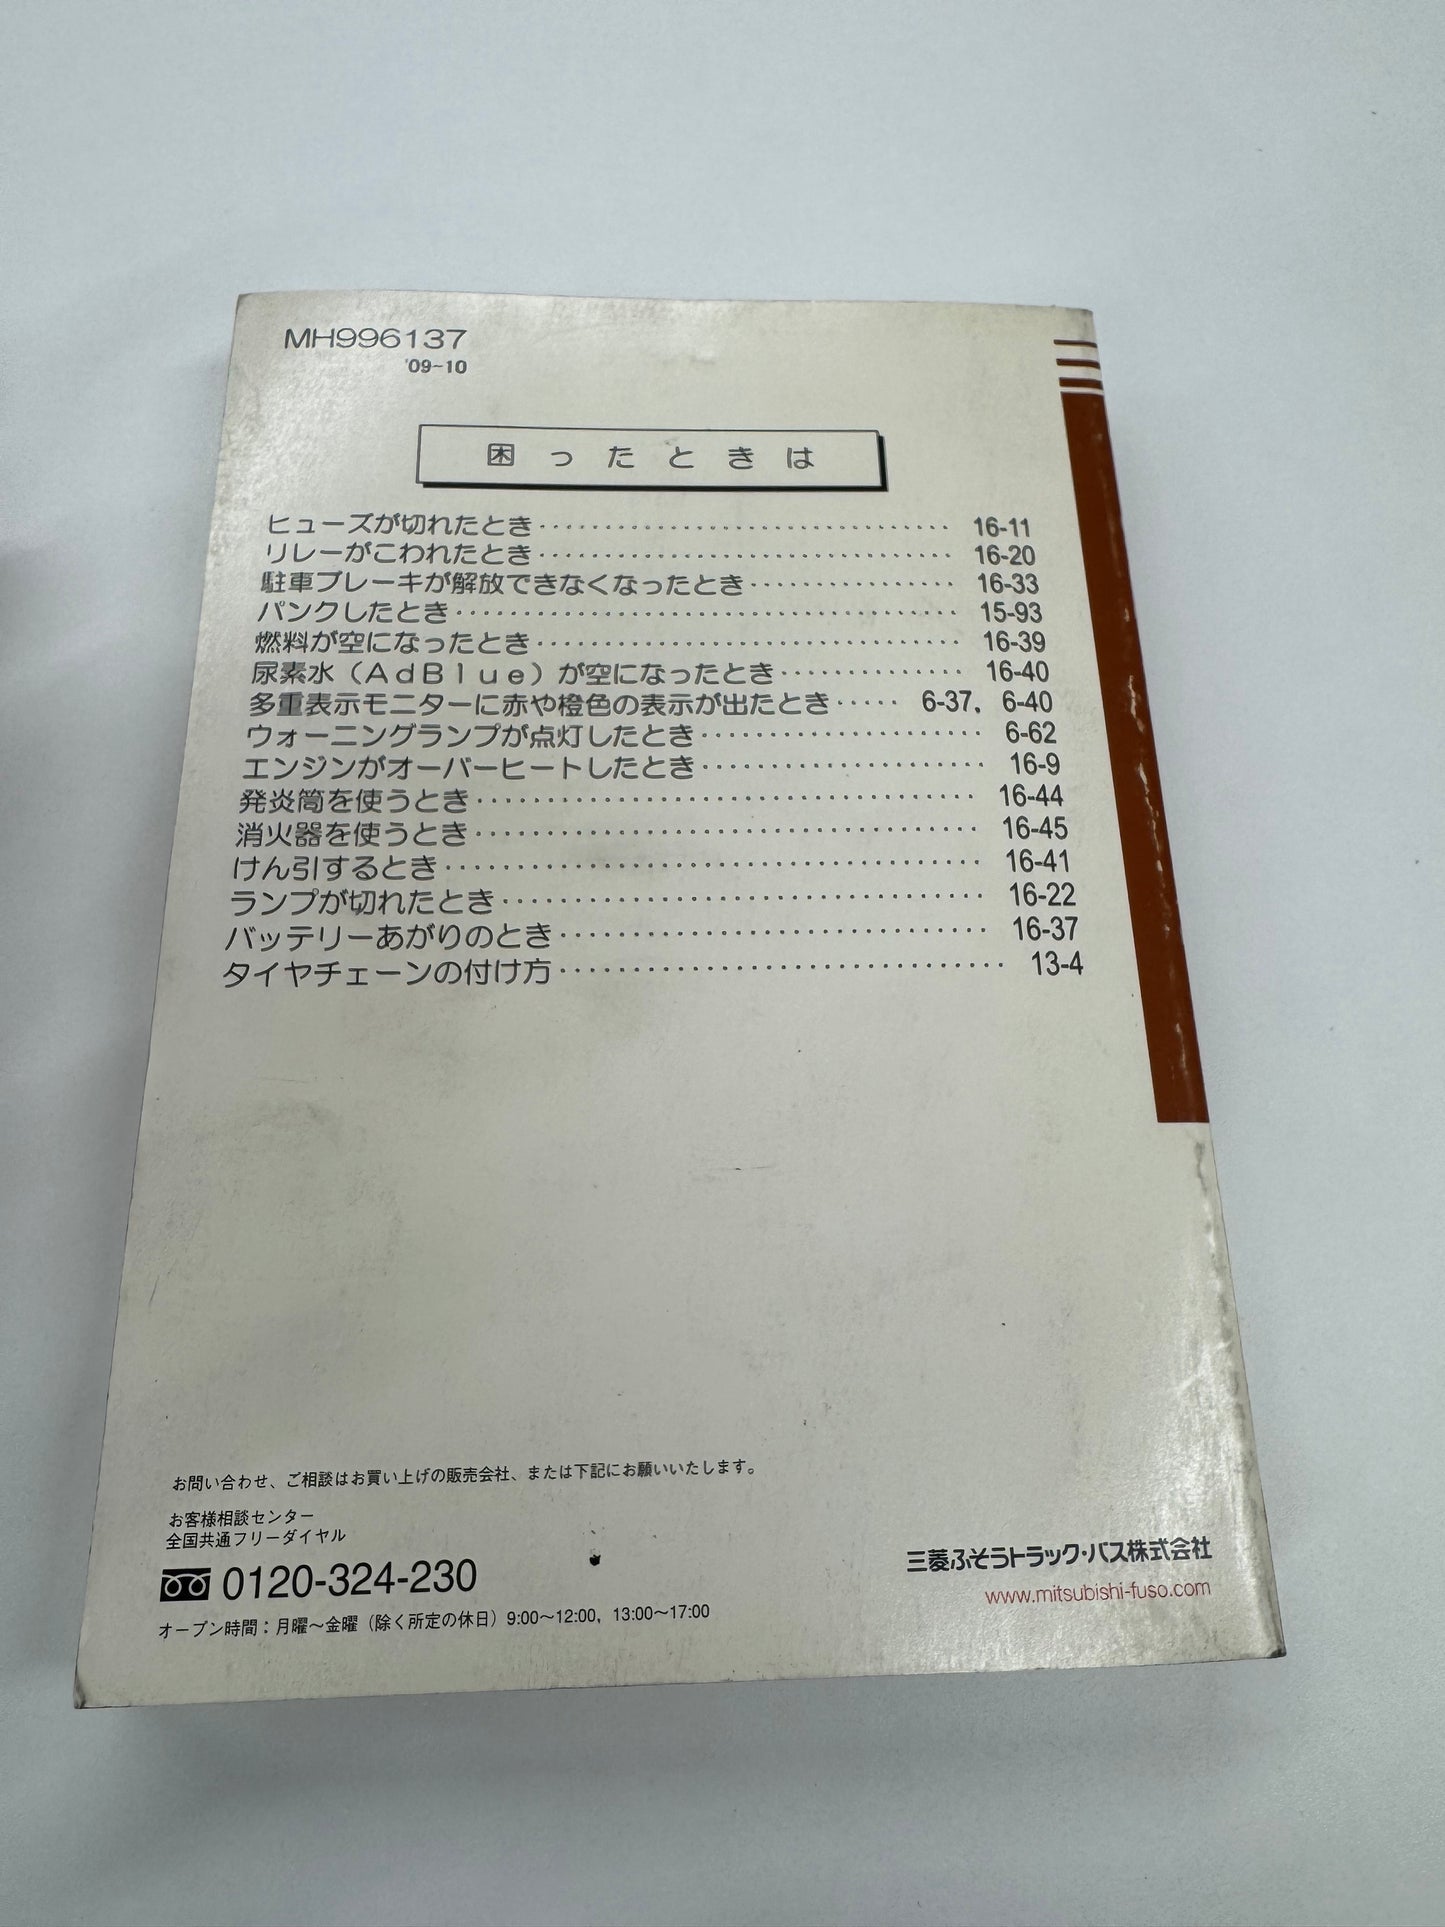 MH996137
'09-10
困ったときは
ヒューズが切れたとき・・・・・・・・・・・・・・・・・・・・・・・・・・・・・・・・ 16-11
リレーがこわれたとき・・・・・・・・・・・・・・・・・・・・・・・・・・・・・・・・ 16-20
駐車ブレーキが解放できなくなったとき・・・・・・・・・・・・・・・・ 16-33
パンクしたとき・・・・・・・・・・・・・・・・・・・・・・・・・・・・・・・・・・・・・・ 15-93
燃料が空になったとき・・・・・・・・・・・・・・・・・・・・・・・・・・・・・・・・ 16-39
尿素水（AdBlue）が空になったとき・・・・・・・・・・・・・・ 16-40
多重表示モニターに赤や橙色の表示が出たとき・・・・・ 6-37, 6-40
ウォーニングランプが点灯したとき・・・・・・・・・・・・・・・・・・・・・・ 6-62
エンジンがオーバーヒートしたとき・・・・・・・・・・・・・・・・・・・・・・ 16-9
発炎筒を使うとき・・・・・・・・・・・・・・・・・・・・・・・・・・・・・・・・・・・・ 16-44
消火器を使うとき・・・・・・・・・・・・・・・・・・・・・・・・・・・・・・・・・・・・ 16-45
けん引するとき・・・・・・・・・・・・・・・・・・・・・・・・・・・・・・・・・・・・・・ 16-41
ランプが切れたとき・・・・・・・・・・・・・・・・・・・・・・・・・・・・・・・・・・ 16-22
バッテリーあがりのとき・・・・・・・・・・・・・・・・・・・・・・・・・・・・・・ 16-37
タイヤチェーンの付け方・・・・・・・・・・・・・・・・・・・・・・・・・・・・・・・ 13-4
お問い合わせ、ご相談はお買い上げの販売会社、または下記にお願いいたします。
お客様相談センター
全国共通フリーダイヤル
0120-324-230
オープン時間：月曜～金曜（除く所定の休日）9:00～12:00, 13:00～17:00
三菱ふそうトラック・バス株式会社
www.mitsubishi-fuso.com